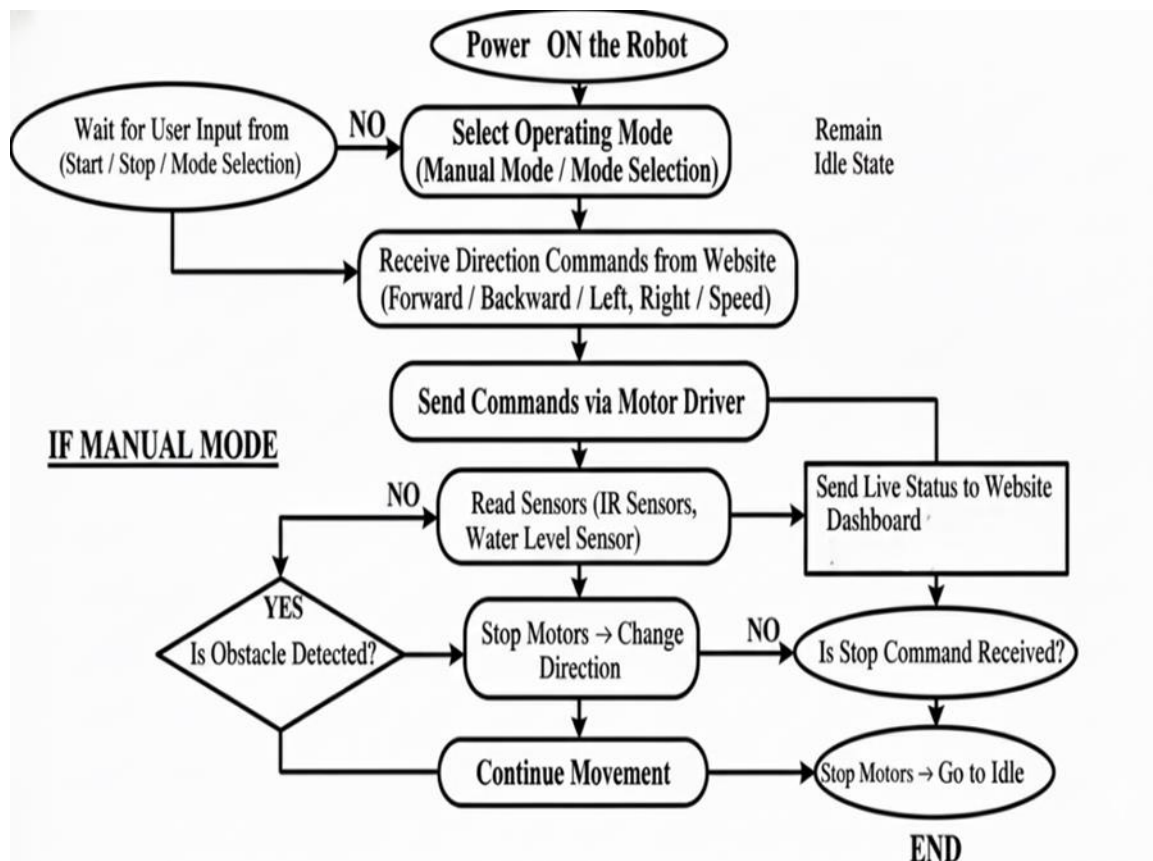 Power ON the Robot
Wait for User Input from
(Start / Stop / Mode Selection)
NO
Select Operating Mode
(Manual Mode / Mode Selection)
Remain
Idle State
Receive Direction Commands from Website
(Forward / Backward / Left, Right / Speed)
Send Commands via Motor Driver
IF MANUAL MODE
NO
Read Sensors (IR Sensors,
Water Level Sensor)
Send Live Status to Website
Dashboard
YES
Is Obstacle Detected?
Stop Motors → Change
Direction
NO
Is Stop Command Received?
Continue Movement
Stop Motors → Go to Idle
END